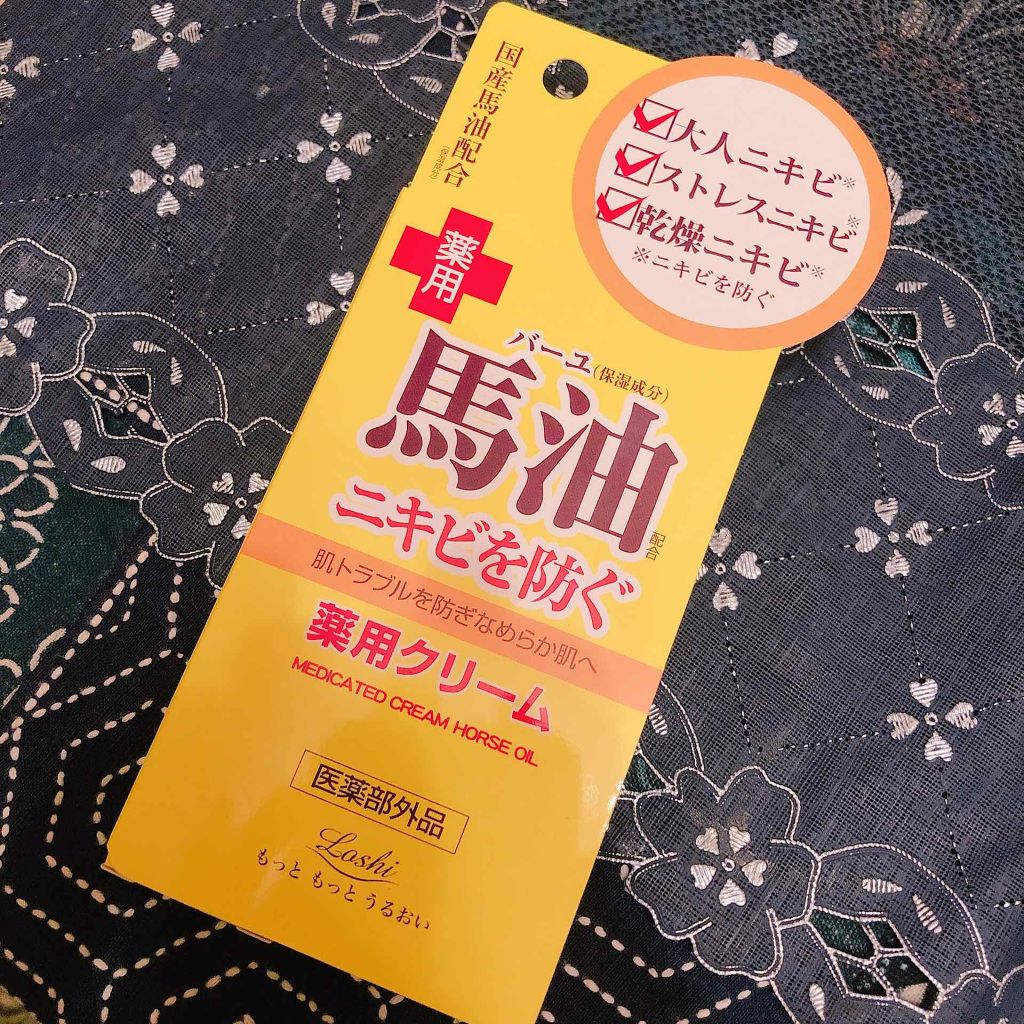 国産馬油配合
(保湿成分)
大人ニキビ※
ストレスニキビ※
乾燥ニキビ※
※ニキビを防ぐ
薬用
バーユ(保湿成分)
馬油配合
ニキビを防ぐ
肌トラブルを防ぎなめらか肌へ
薬用クリーム
MEDICATED CREAM HORSE OIL
医薬部外品
Loshi
もっと もっと うるおい